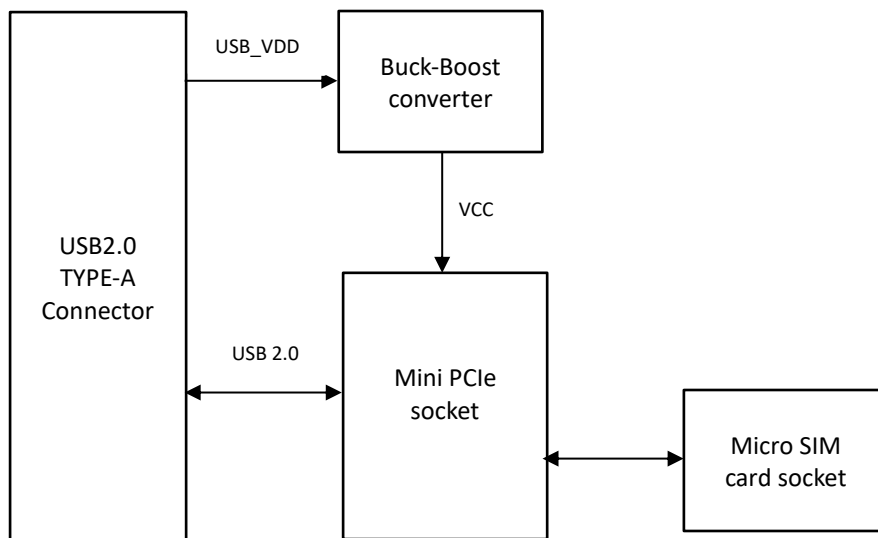 USB_VDD
Buck-Boost
converter
VCC
USB2.0
TYPE-A
Connector
USB 2.0
Mini PCIe
socket
Micro SIM
card socket